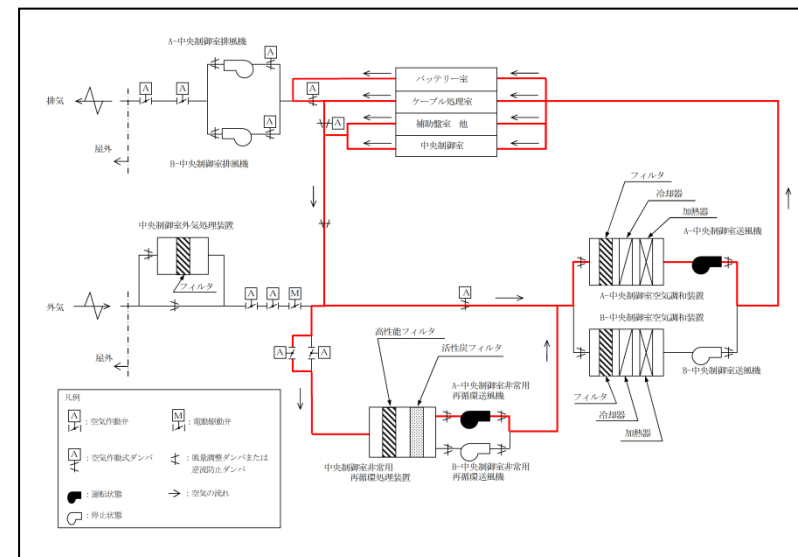 A-中央制御室排風機
A
A
A
A
排気
屋外
A
B-中央制御室排風機
バッテリー室
ケーブル処理室
補助盤室 他
中央制御室
A
中央制御室外気処理装置
フィルタ
外気
屋外
A
A
M
A
フィルタ
冷却器
加熱器
A-中央制御室送風機
A-中央制御室空気調和装置
B-中央制御室空気調和装置
B-中央制御室送風機
フィルタ
冷却器
加熱器
A
A
高性能フィルタ
活性炭フィルタ
A-中央制御室非常用
再循環送風機
B-中央制御室非常用
再循環送風機
中央制御室非常用
再循環処理装置
凡例
A
:空気作動弁
M
:電動駆動弁
A
:空気作動式ダンパ
:風量調整ダンパまたは
逆流防止ダンパ
:運転状態
:空気の流れ
:停止状態